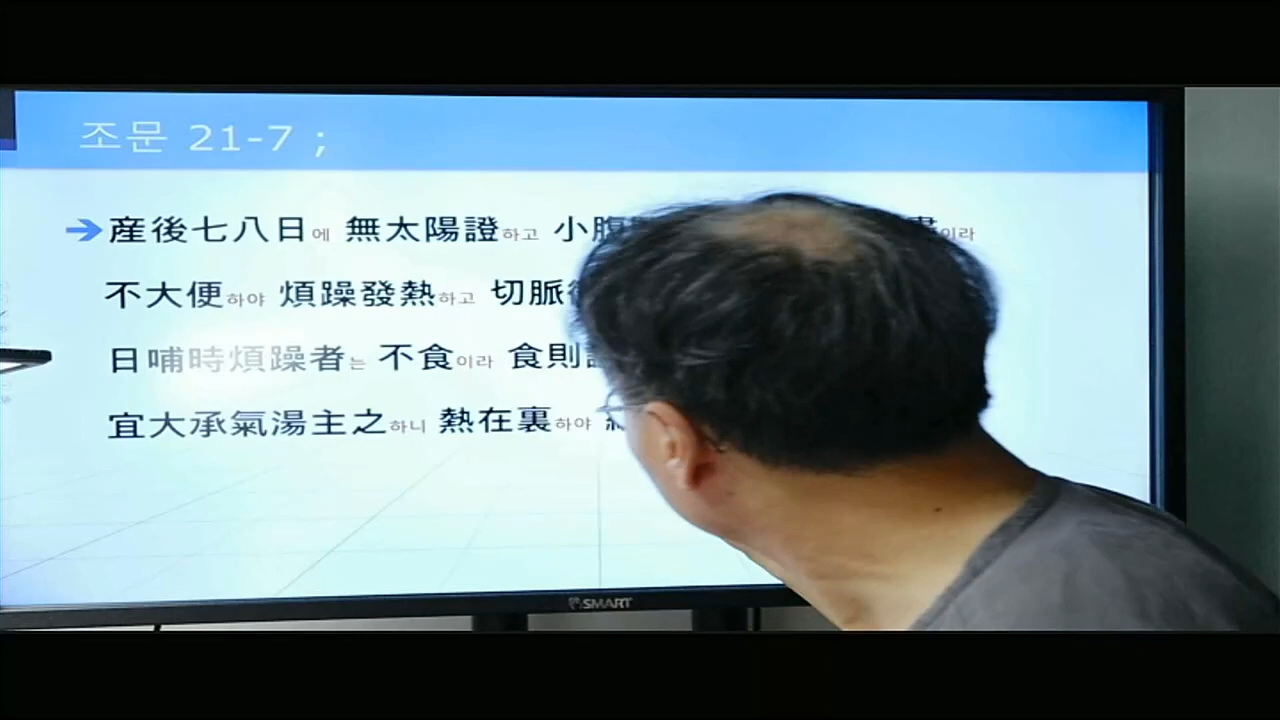 조문 21-7 ;
産後七八日에 無太陽證하고 小腹
이라
不大便하야 煩躁發熱하고 切脈
日哺時煩躁者는 不食이라 食則
宜大承氣湯主之하니 熱在裏하야
SMART